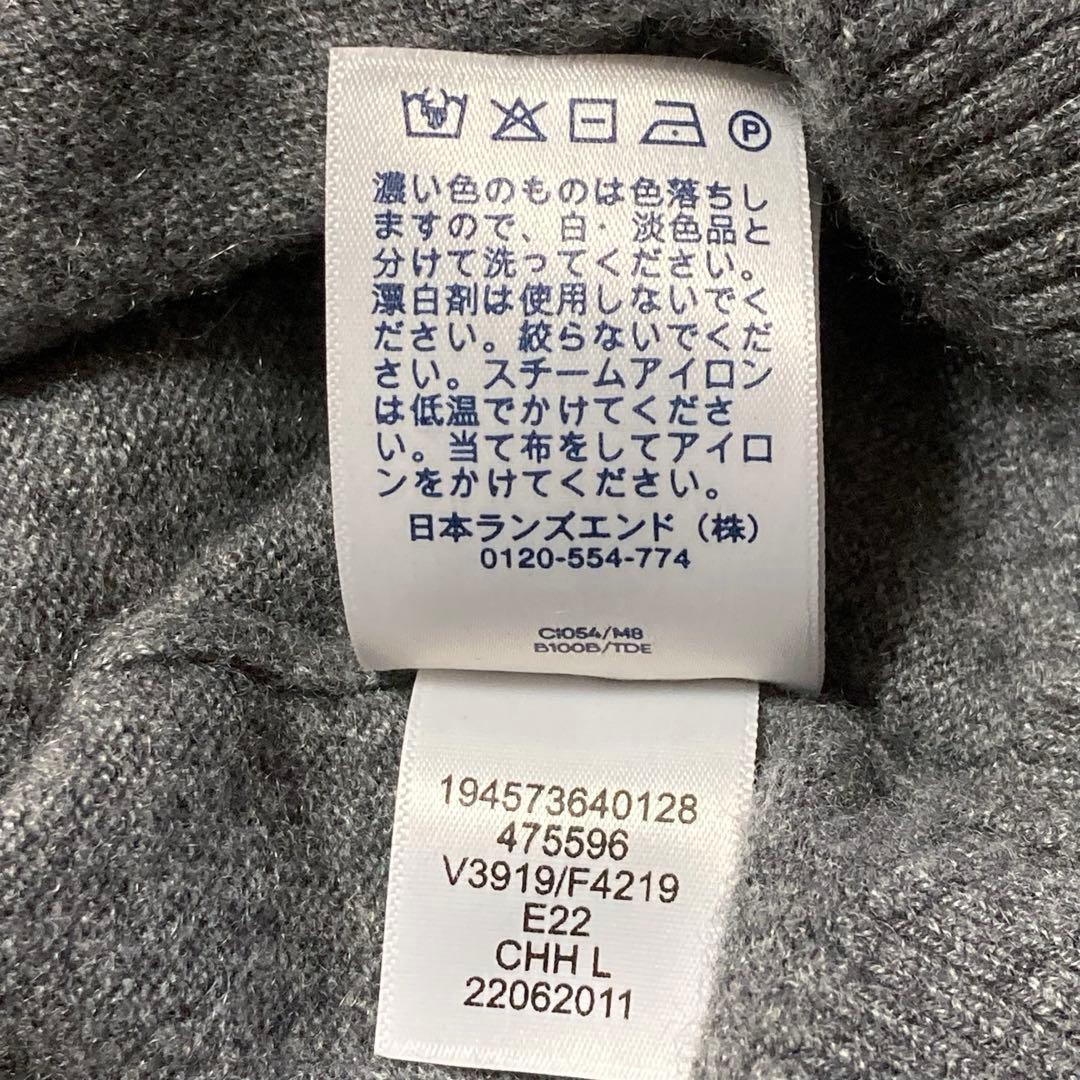 P
濃い色のものは色落ちし
ますので、白・淡色品と
分けて洗ってください。
漂白剤は使用しないでく
ださい。絞らないでくだ
さい。スチームアイロン
は低温でかけてくださ
い。当て布をしてアイロ
ンをかけてください。
日本ランズエンド（株）
0120-554-774
C1054/M8
B100B/TDE
194573640128
475596
V3919/F4219
E22
CHH L
22062011